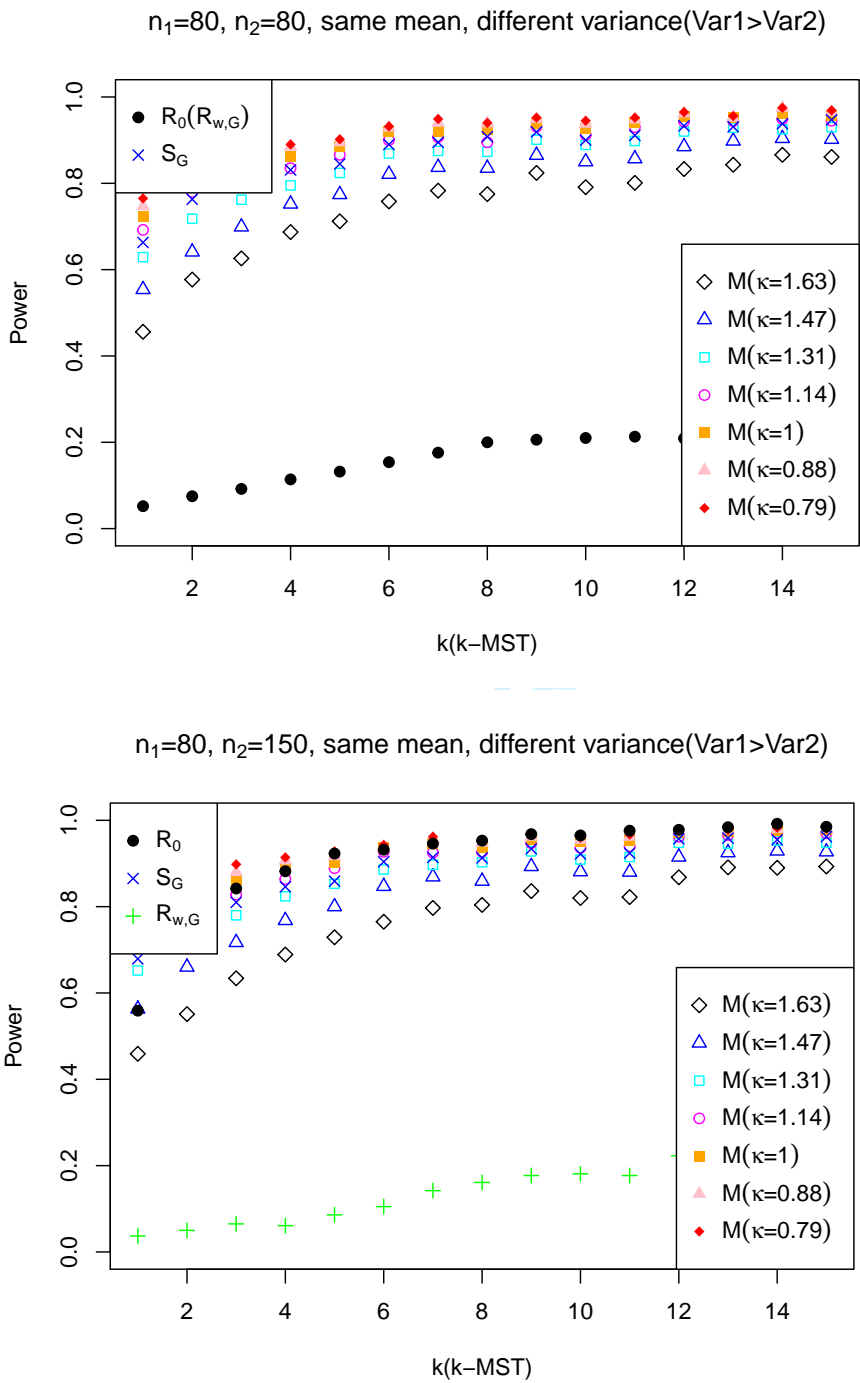 n₁=80, n₂=80, same mean, different variance(Var1>Var2)
R₀(R_w,G)
S_G
M(κ=1.63)
M(κ=1.47)
M(κ=1.31)
M(κ=1.14)
M(κ=1)
M(κ=0.88)
M(κ=0.79)
Power
0.0
0.2
0.4
0.6
0.8
1.0
2
4
6
8
10
12
14
k(k−MST)
n₁=80, n₂=150, same mean, different variance(Var1>Var2)
R₀
S_G
R_w,G
M(κ=1.63)
M(κ=1.47)
M(κ=1.31)
M(κ=1.14)
M(κ=1)
M(κ=0.88)
M(κ=0.79)
Power
0.0
0.2
0.4
0.6
0.8
1.0
2
4
6
8
10
12
14
k(k−MST)